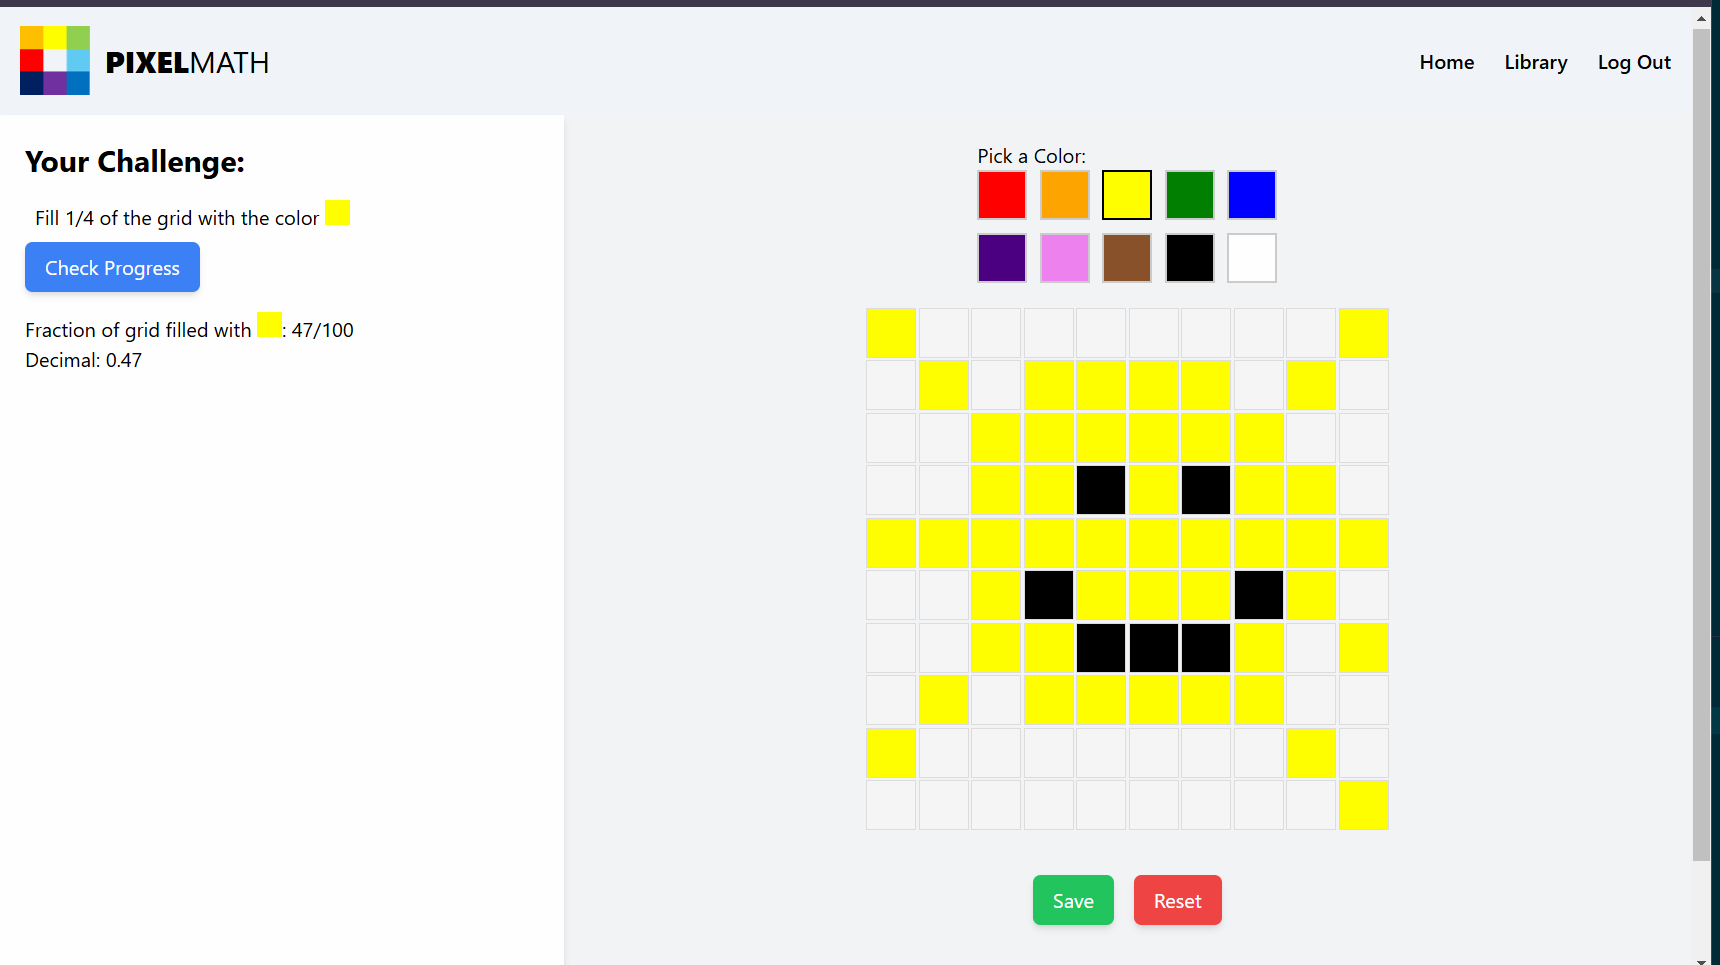 PIXELMATH
Home Library Log Out
Your Challenge:
Fill 1/4 of the grid with the color
Check Progress
Fraction of grid filled with : 47/100
Decimal: 0.47
Pick a Color:
Save Reset